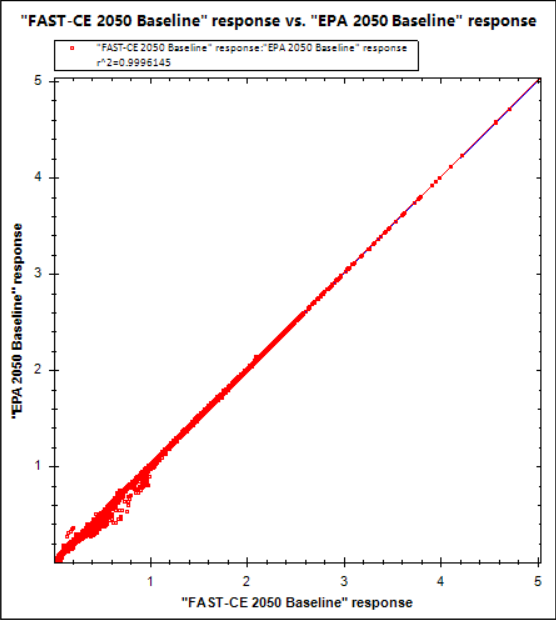 "FAST-CE 2050 Baseline" response vs. "EPA 2050 Baseline" response
"FAST-CE 2050 Baseline" response:"EPA 2050 Baseline" response
r^2=0.9996145
5
4
3
2
1
"EPA 2050 Baseline" response
1 2 3 4 5
"FAST-CE 2050 Baseline" response